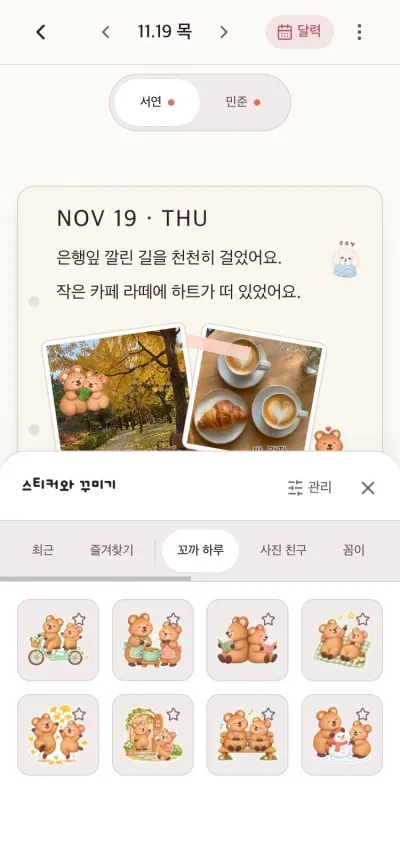 11.19 목
달력
서연
민준
NOV 19 · THU
은행잎 깔린 길을 천천히 걸었어요.
작은 카페 라떼에 하트가 떠 있었어요.
스티커와 꾸미기
관리
최근
즐겨찾기
꼬까 하루
사진 친구
꼼이